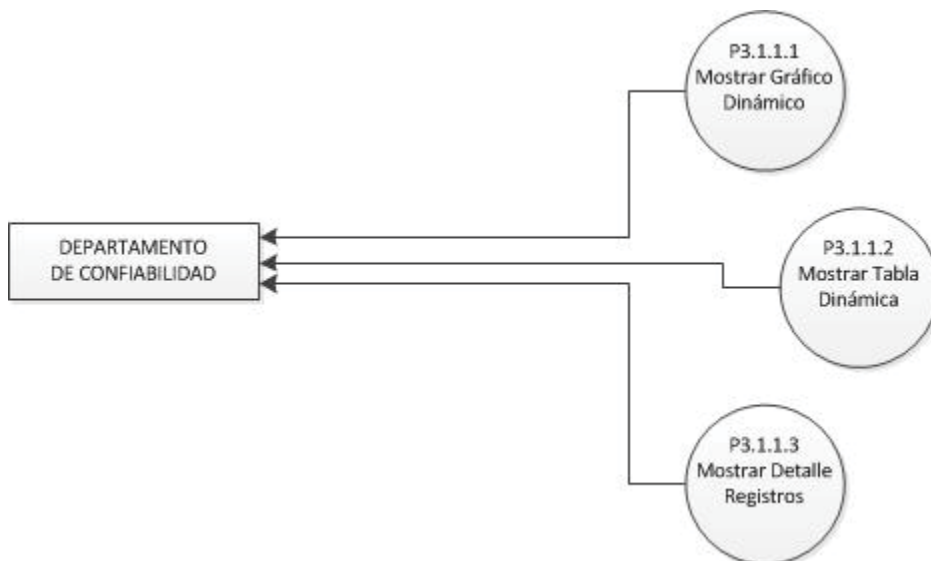 P3.1.1.1
Mostrar Gráfico
Dinámico
DEPARTAMENTO
DE CONFIABILIDAD
P3.1.1.2
Mostrar Tabla
Dinámica
P3.1.1.3
Mostrar Detalle
Registros